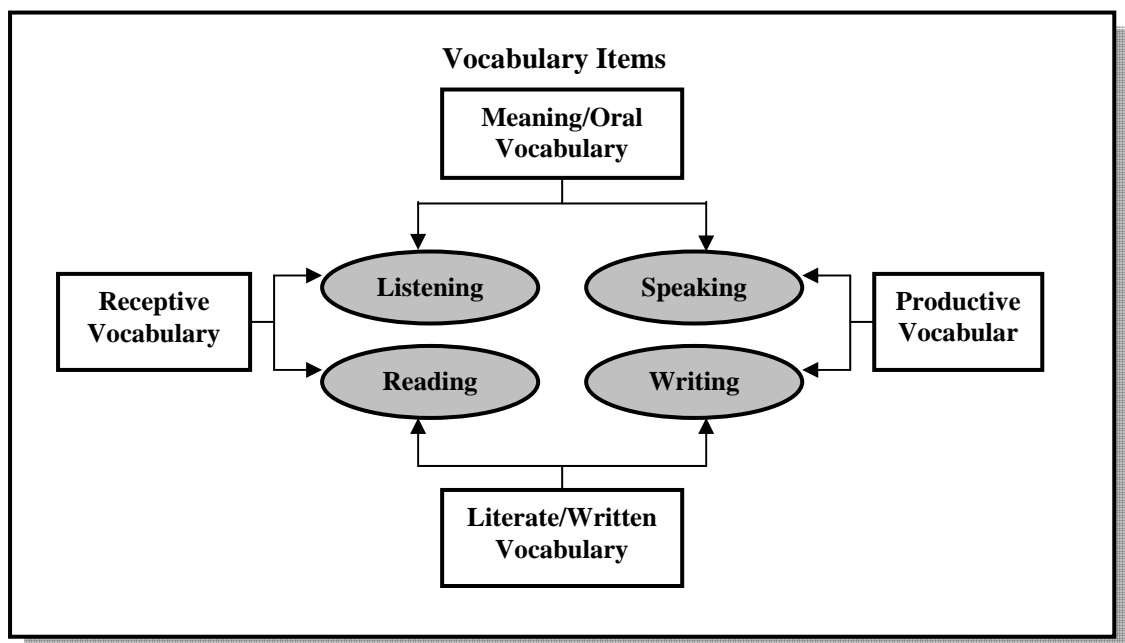 Vocabulary Items
Meaning/Oral
Vocabulary
Listening
Speaking
Receptive
Vocabulary
Productive
Vocabular
Reading
Writing
Literate/Written
Vocabulary